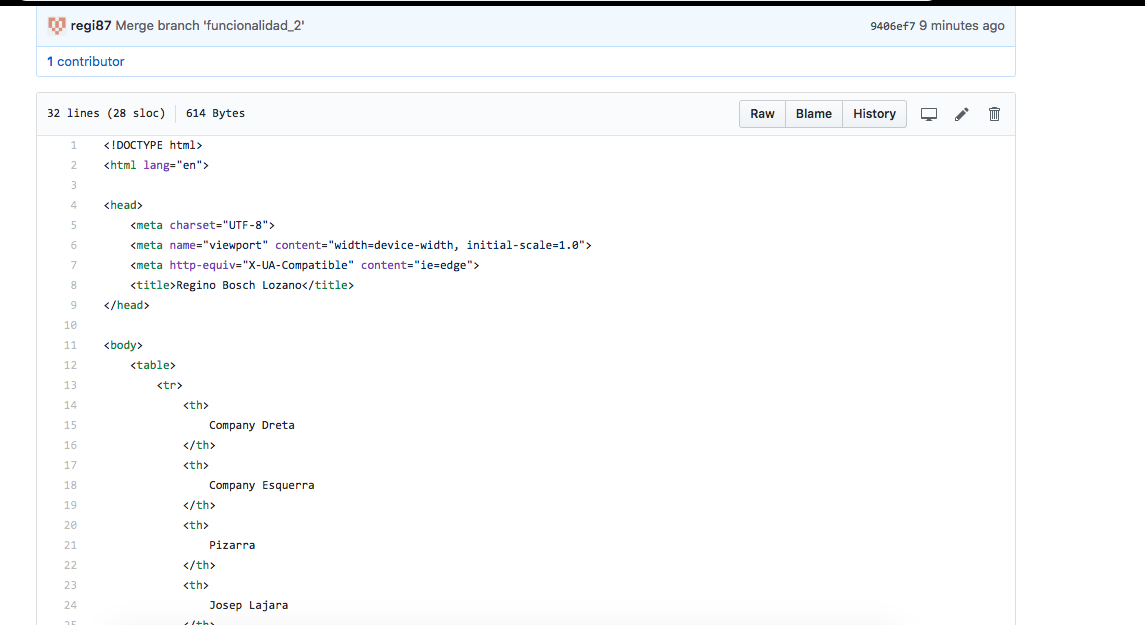 regi87 Merge branch 'funcionalidad_2' 9406ef7 9 minutes ago
1 contributor
32 lines (28 sloc) 614 Bytes Raw Blame History
1 <!DOCTYPE html>
2 <html lang="en">
3
4 <head>
5 <meta charset="UTF-8">
6 <meta name="viewport" content="width=device-width, initial-scale=1.0">
7 <meta http-equiv="X-UA-Compatible" content="ie=edge">
8 <title>Regino Bosch Lozano</title>
9 </head>
10
11 <body>
12 <table>
13 <tr>
14 <th>
15 Company Dreta
16 </th>
17 <th>
18 Company Esquerra
19 </th>
20 <th>
21 Pizarra
22 </th>
23 <th>
24 Josep Lajara
25 </th>